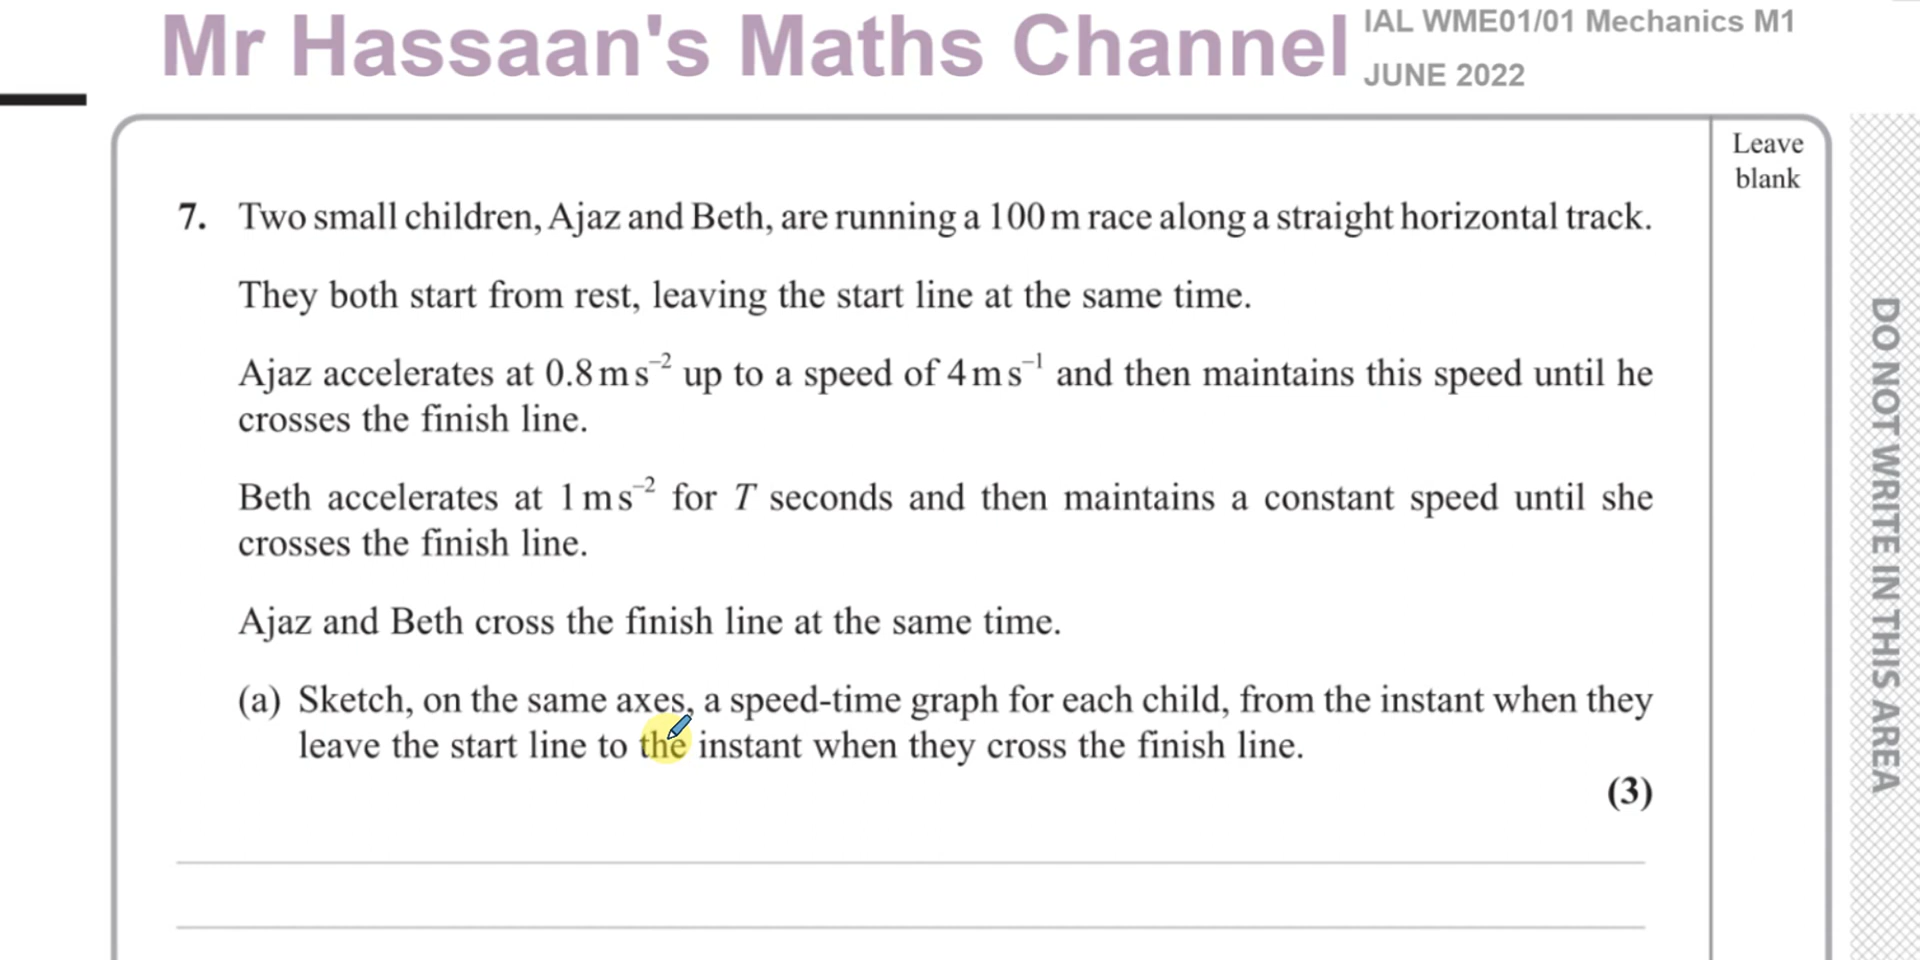 Mr Hassaan's Maths Channel
IAL WME01/01 Mechanics M1
JUNE 2022
Leave
blank
7. Two small children, Ajaz and Beth, are running a 100 m race along a straight horizontal track.
They both start from rest, leaving the start line at the same time.
Ajaz accelerates at 0.8 m s⁻² up to a speed of 4 m s⁻¹ and then maintains this speed until he
crosses the finish line.
Beth accelerates at 1 m s⁻² for T seconds and then maintains a constant speed until she
crosses the finish line.
Ajaz and Beth cross the finish line at the same time.
(a) Sketch, on the same axes, a speed-time graph for each child, from the instant when they
leave the start line to the instant when they cross the finish line.
(3)
DO NOT WRITE IN THIS AREA